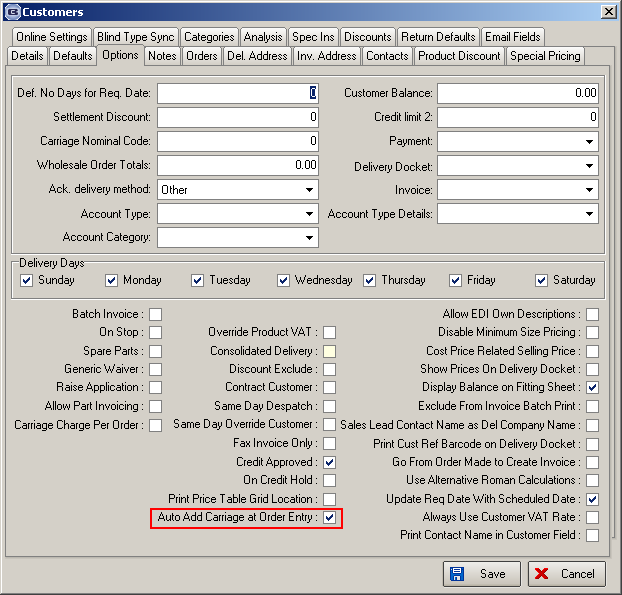 Customers
Online Settings Blind Type Sync Categories Analysis Spec Ins Discounts Return Defaults Email Fields
Details Defaults Options Notes Orders Del. Address Inv. Address Contacts Product Discount Special Pricing
Def. No Days for Req. Date: 0 Customer Balance: 0.00
Settlement Discount: 0 Credit limit 2: 0
Carriage Nominal Code: 0 Payment:
Wholesale Order Totals: 0.00 Delivery Docket:
Ack. delivery method: Other Invoice:
Account Type: Account Type Details:
Account Category:
Delivery Days
Sunday Monday Tuesday Wednesday Thursday Friday Saturday
Batch Invoice : Allow EDI Own Descriptions :
On Stop : Override Product VAT : Disable Minimum Size Pricing :
Spare Parts : Consolidated Delivery : Cost Price Related Selling Price :
Generic Waiver : Discount Exclude : Show Prices On Delivery Docket :
Raise Application : Contract Customer : Display Balance on Fitting Sheet :
Allow Part Invoicing : Same Day Despatch : Exclude From Invoice Batch Print :
Carriage Charge Per Order : Same Day Override Customer : Sales Lead Contact Name as Del Company Name :
Fax Invoice Only : Print Cust Ref Barcode on Delivery Docket :
Credit Approved : Go From Order Made to Create Invoice :
On Credit Hold : Use Alternative Roman Calculations :
Print Price Table Grid Location : Update Req Date With Scheduled Date :
Auto Add Carriage at Order Entry : Always Use Customer VAT Rate :
Print Contact Name in Customer Field :
Save Cancel